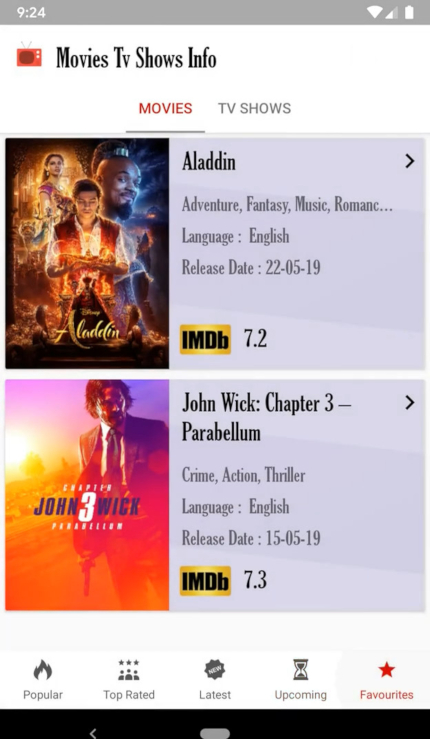 9:24
Movies Tv Shows Info
MOVIES TV SHOWS
Disney
Aladdin
Aladdin
Adventure, Fantasy, Music, Romanc...
Language : English
Release Date : 22-05-19
IMDb 7.2
CHAPTER
JOHN 3 WICK
PARABELLUM
John Wick: Chapter 3 –
Parabellum
Crime, Action, Thriller
Language : English
Release Date : 15-05-19
IMDb 7.3
NEW
Popular Top Rated Latest Upcoming Favourites